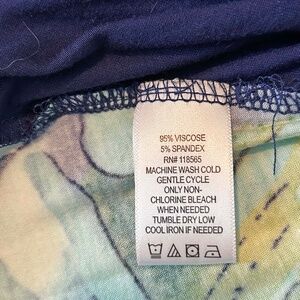 95% VISCOSE
5% SPANDEX
RN# 118565
MACHINE WASH COLD
GENTLE CYCLE
ONLY NON-
CHLORINE BLEACH
WHEN NEEDED
TUMBLE DRY LOW
COOL IRON IF NEEDED